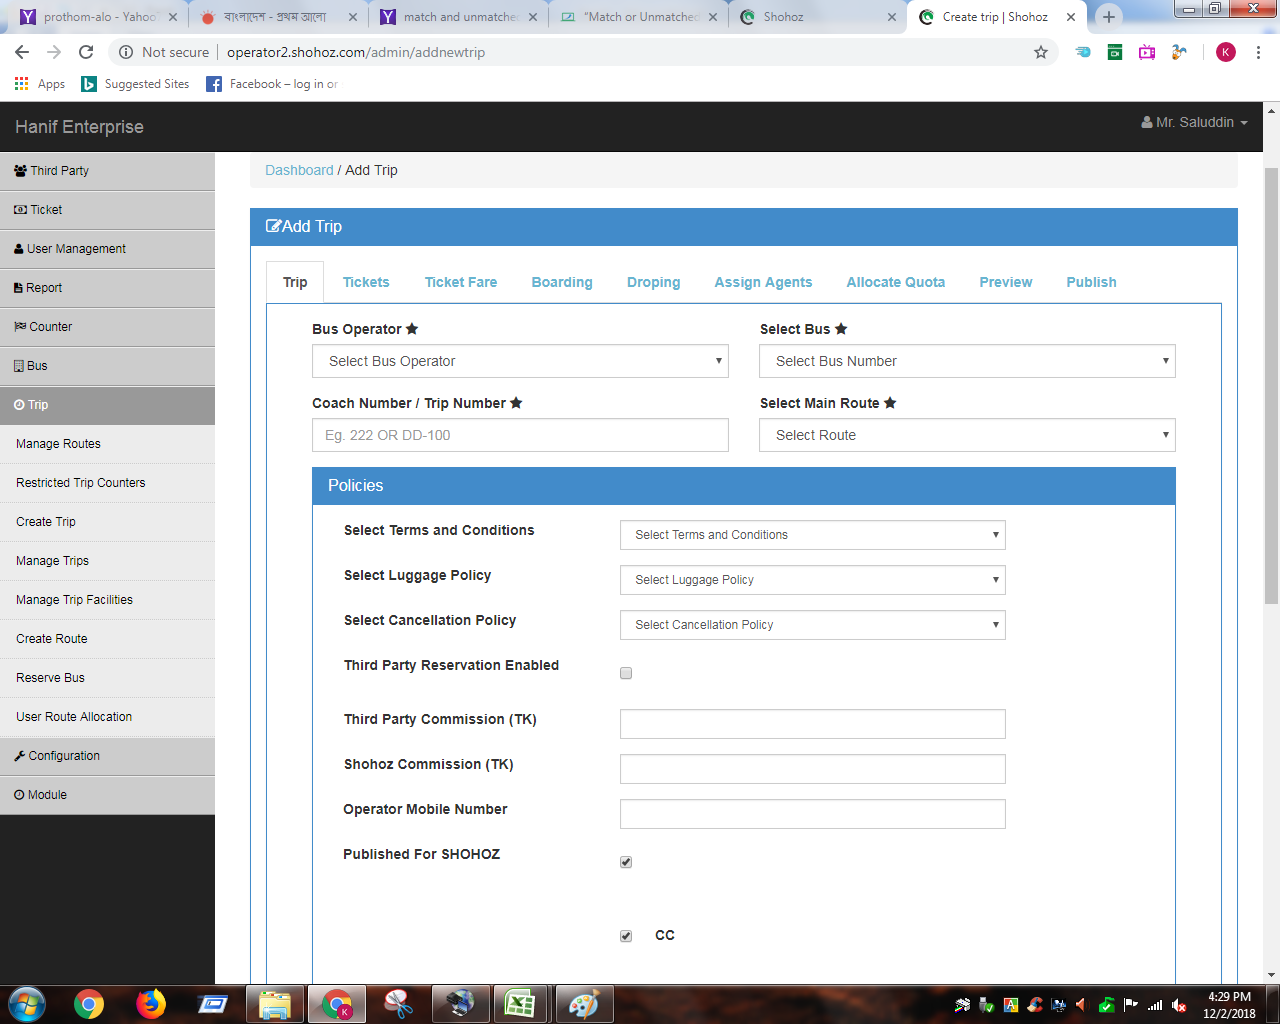 prothom-alo - Yahoo
বাংলাদেশ - প্রথম আলো
match and unmatche
"Match or Unmatched
Shohoz
Create trip | Shohoz
Not secure
operator2.shohoz.com/admin/addnewtrip
K
Apps
Suggested Sites
Facebook – log in or
Hanif Enterprise
Mr. Saluddin
Third Party
Ticket
User Management
Report
Counter
Bus
Trip
Manage Routes
Restricted Trip Counters
Create Trip
Manage Trips
Manage Trip Facilities
Create Route
Reserve Bus
User Route Allocation
Configuration
Module
Dashboard / Add Trip
Add Trip
Trip
Tickets
Ticket Fare
Boarding
Droping
Assign Agents
Allocate Quota
Preview
Publish
Bus Operator ★
Select Bus ★
Select Bus Operator
Select Bus Number
Coach Number / Trip Number ★
Select Main Route ★
Eg. 222 OR DD-100
Select Route
Policies
Select Terms and Conditions
Select Terms and Conditions
Select Luggage Policy
Select Luggage Policy
Select Cancellation Policy
Select Cancellation Policy
Third Party Reservation Enabled
Third Party Commission (TK)
Shohoz Commission (TK)
Operator Mobile Number
Published For SHOHOZ
CC
4:29 PM
12/2/2018